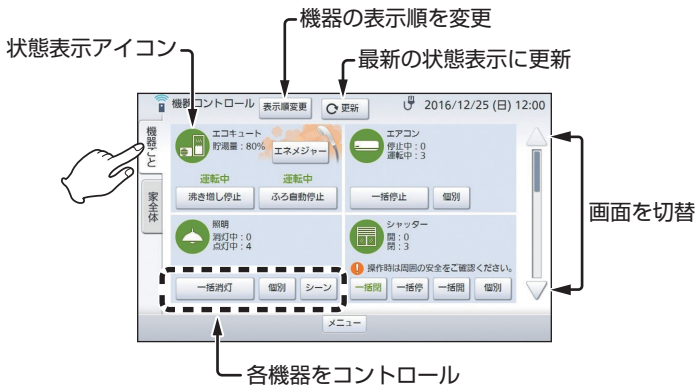 機器の表示順を変更
状態表示アイコン
最新の状態表示に更新
機器コントロール 表示順変更 更新 2016/12/25 (日) 12:00
機器ごと
家全体
エコキュート
貯湯量：80%
エネメジャー
運転中 運転中
沸き増し停止 ふろ自動停止
エアコン
停止中：0
運転中：3
一括停止 個別
画面を切替
照明
消灯中：0
点灯中：4
一括消灯 個別 シーン
シャッター
開：0
閉：3
操作時は周囲の安全をご確認ください。
一括閉 一括停 一括開 個別
メニュー
各機器をコントロール